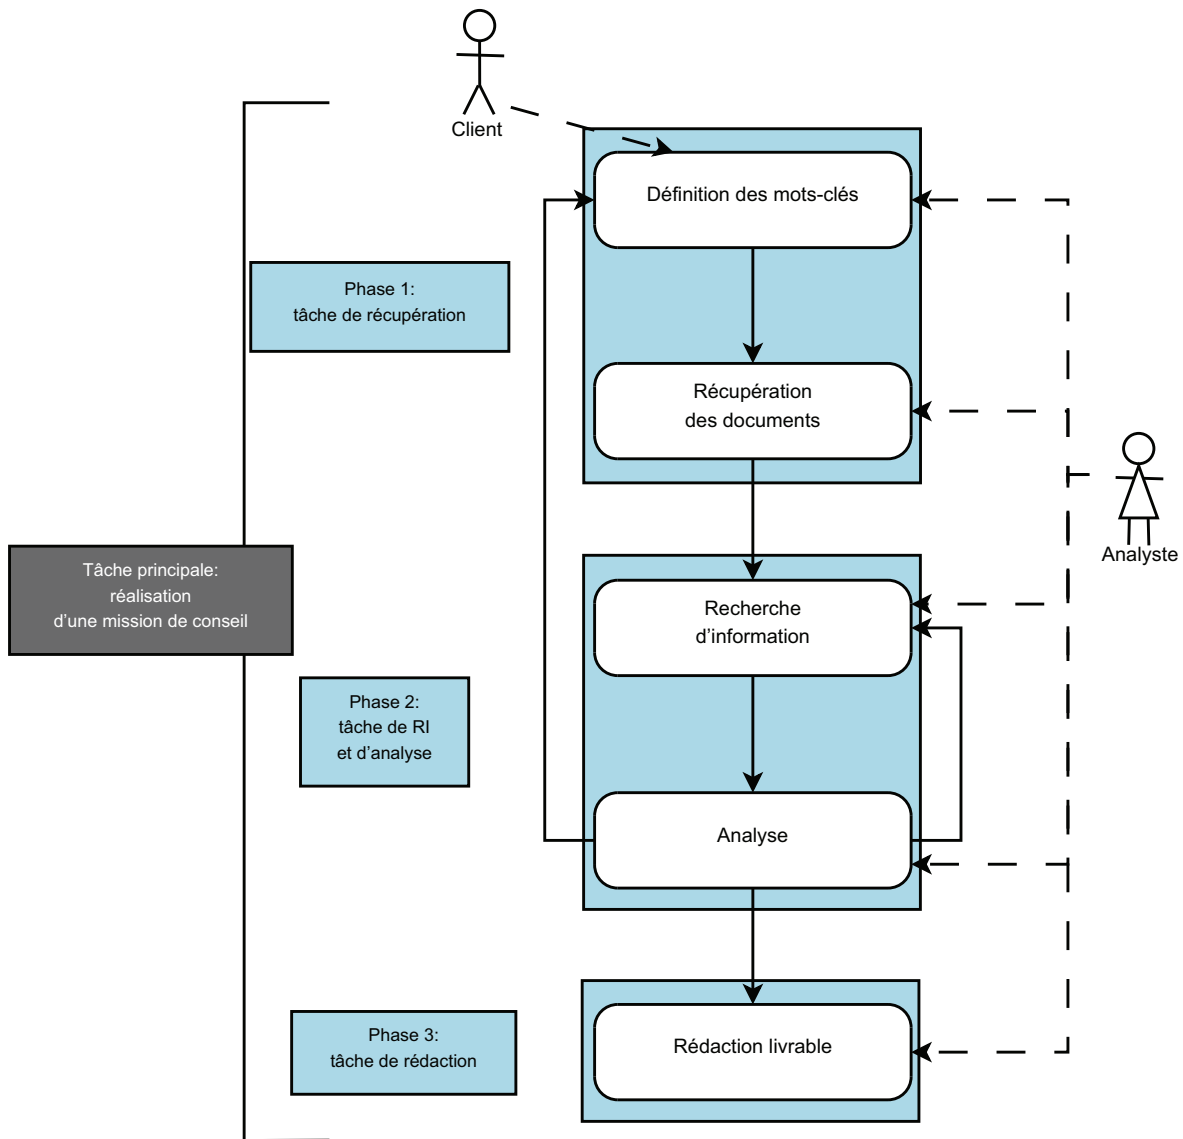 Client
Définition des mots-clés
Phase 1:
tâche de récupération
Récupération
des documents
Analyste
Tâche principale:
réalisation
d'une mission de conseil
Recherche
d'information
Phase 2:
tâche de RI
et d'analyse
Analyse
Phase 3:
tâche de rédaction
Rédaction livrable